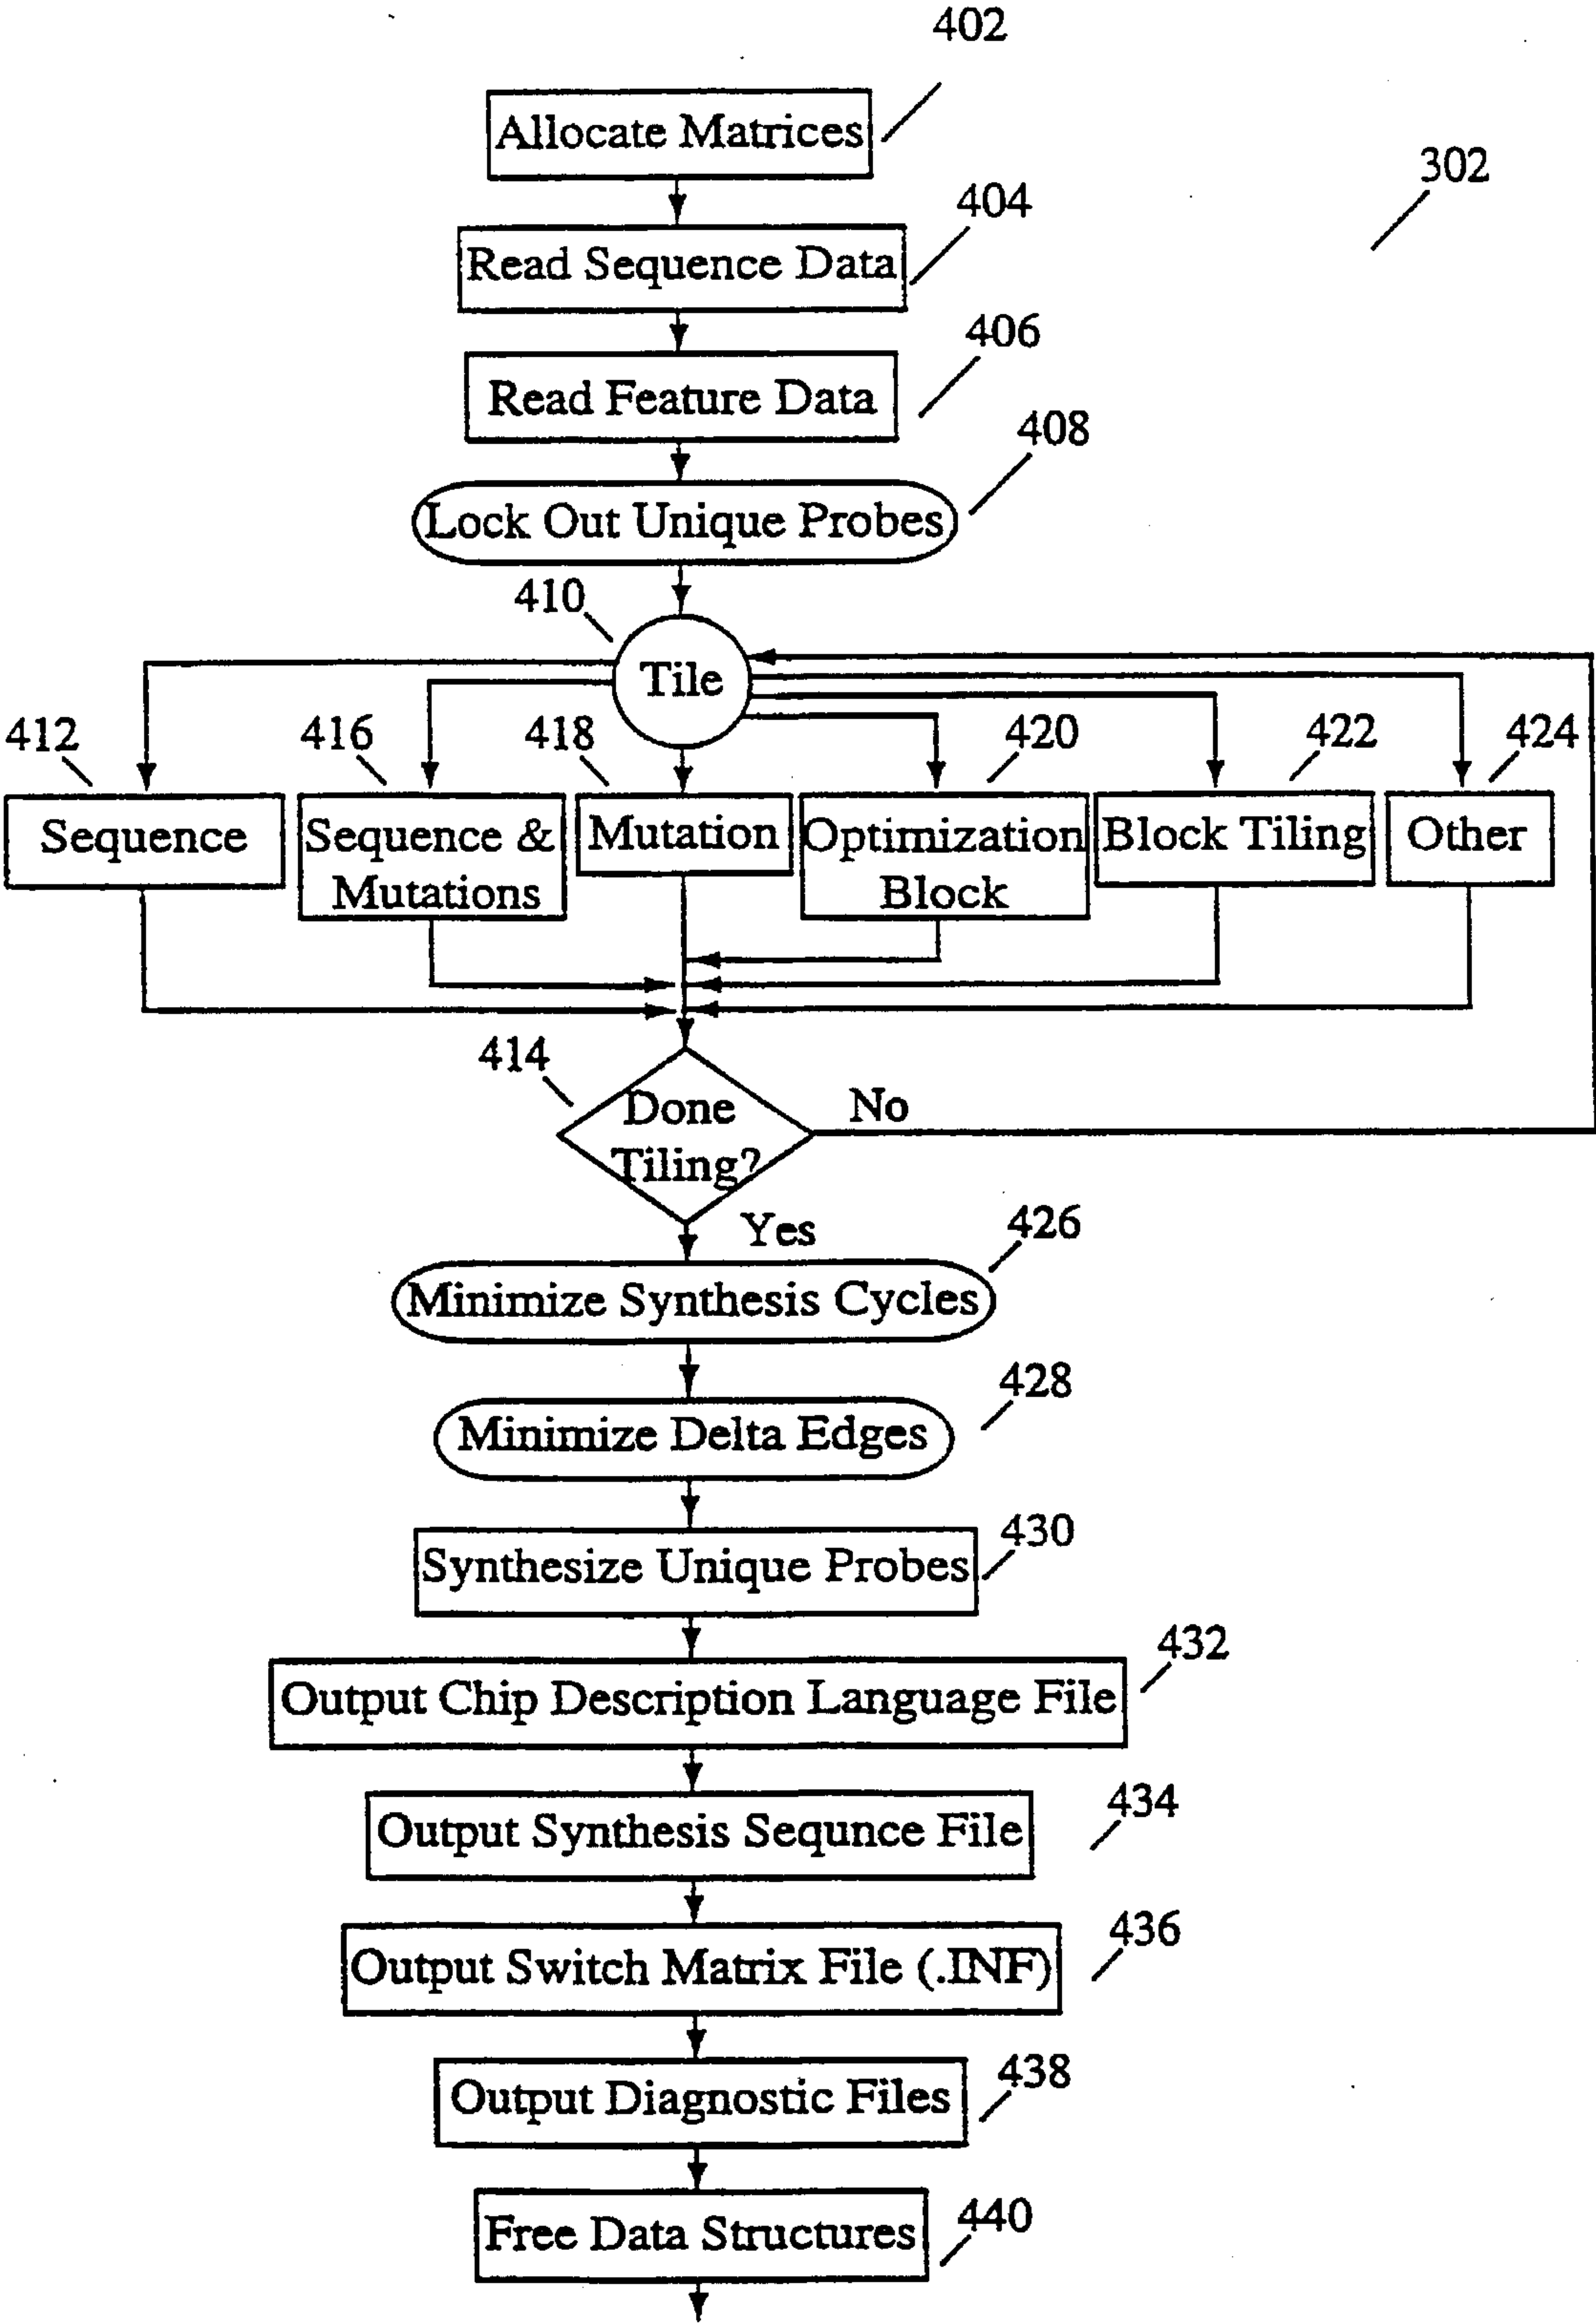 402
Allocate Matrices
302
404
Read Sequence Data
406
Read Feature Data
408
Lock Out Unique Probes
410
Tile
412
416
418
420
422
424
Sequence
Sequence &
Mutations
Mutation
Optimization
Block
Block Tiling
Other
414
Done
Tiling?
No
Yes
426
Minimize Synthesis Cycles
428
Minimize Delta Edges
430
Synthesize Unique Probes
432
Output Chip Description Language File
434
Output Synthesis Sequnce File
436
Output Switch Matrix File (.INF)
438
Output Diagnostic Files
440
Free Data Structures